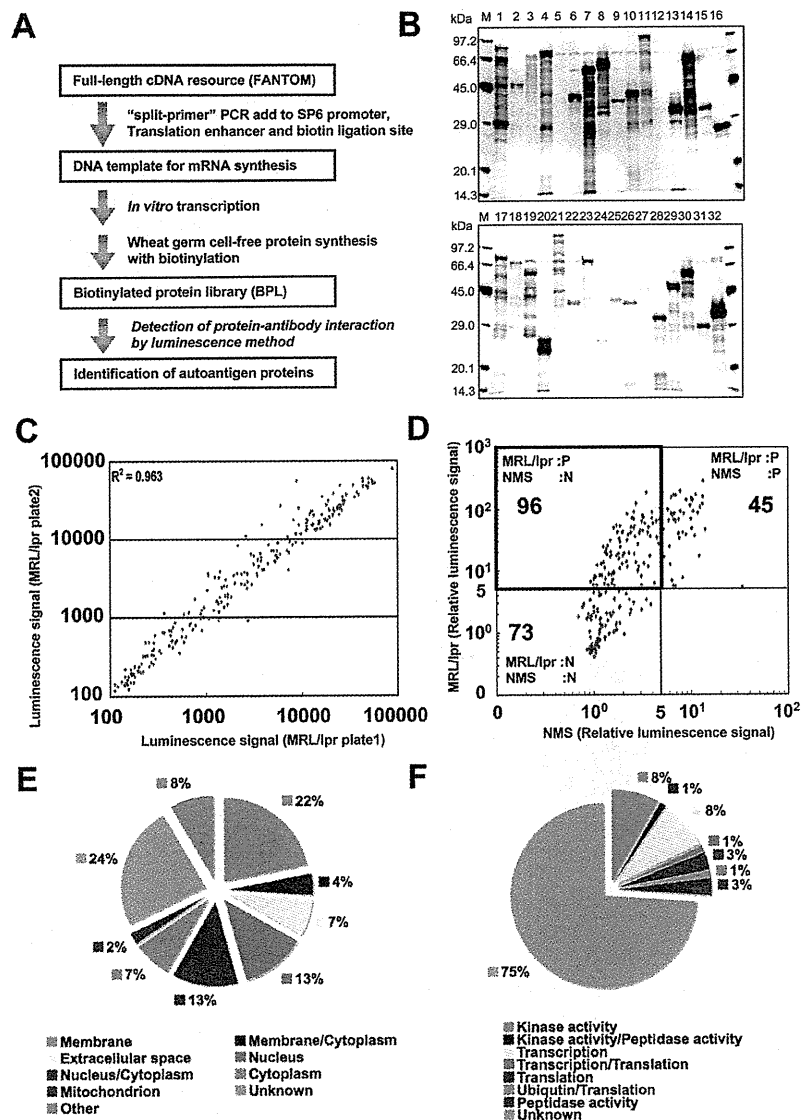 A
Full-length cDNA resource (FANTOM)
"split-primer" PCR add to SP6 promoter,
Translation enhancer and biotin ligation site
DNA template for mRNA synthesis
In vitro transcription
Wheat germ cell-free protein synthesis
with biotinylation
Biotinylated protein library (BPL)
Detection of protein-antibody interaction
by luminescence method
Identification of autoantigen proteins
B
kDa M 1 2 3 4 5 6 7 8 9 10 11 12 13 14 15 16
97.2
66.4
45.0
29.0
20.1
14.3
M 17 18 19 20 21 22 23 24 25 26 27 28 29 30 31 32
kDa
97.2
66.4
45.0
29.0
20.1
14.3
C
Luminescence signal (MRL/lpr plate2)
100000
10000
1000
100
R² = 0.963
100 1000 10000 100000
Luminescence signal (MRL/lpr plate1)
D
MRL/lpr (Relative luminescence signal)
10³
10²
10¹
5
10⁰
0
MRL/lpr :P
NMS :N
96
MRL/lpr :P
NMS :P
45
73
MRL/lpr :N
NMS :N
0 10⁰ 5 10¹ 10²
NMS (Relative luminescence signal)
E
8%
22%
24%
4%
7%
2%
7%
13%
13%
Membrane
Membrane/Cytoplasm
Extracellular space
Nucleus
Nucleus/Cytoplasm
Cytoplasm
Mitochondrion
Unknown
Other
F
8%
1%
8%
1%
3%
1%
3%
75%
Kinase activity
Kinase activity/Peptidase activity
Transcription
Transcription/Translation
Translation
Ubiqutin/Translation
Peptidase activity
Unknown